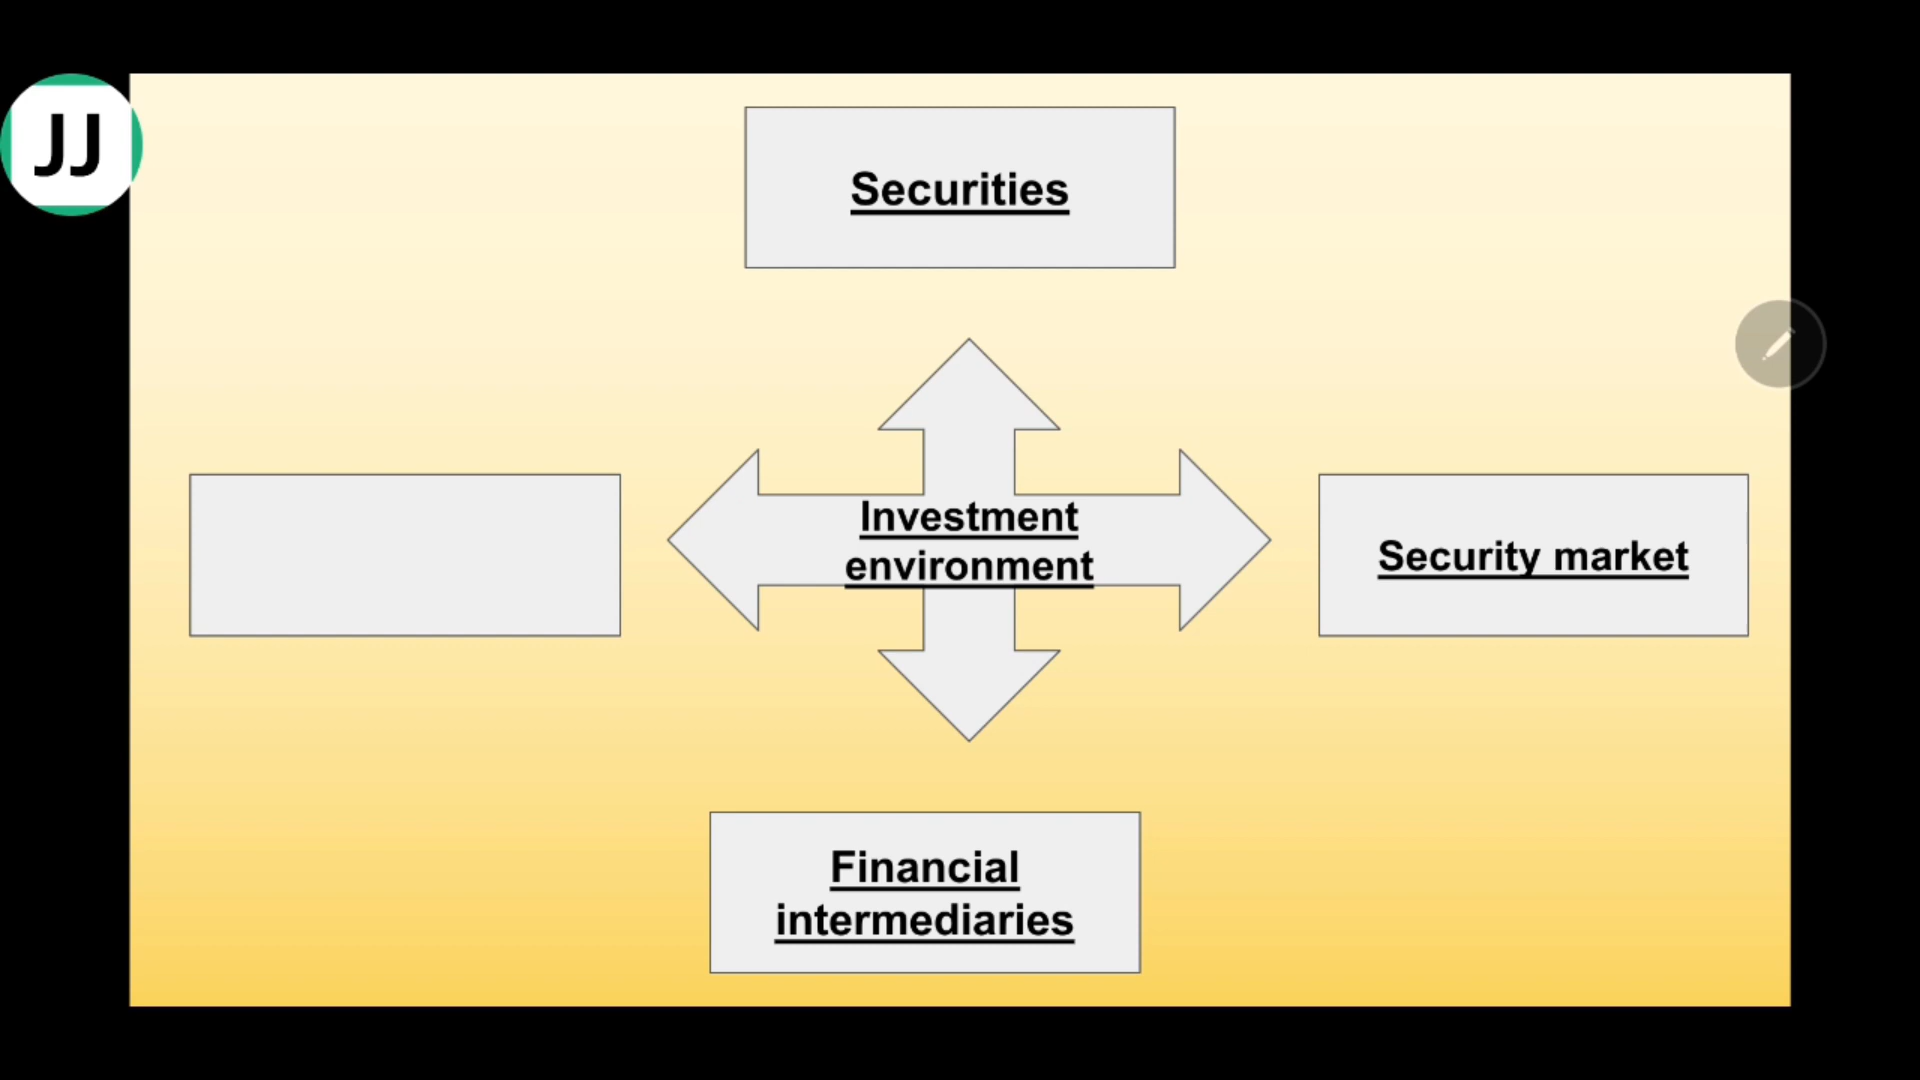 JJ
Securities
Investment
environment
Security market
Financial
intermediaries